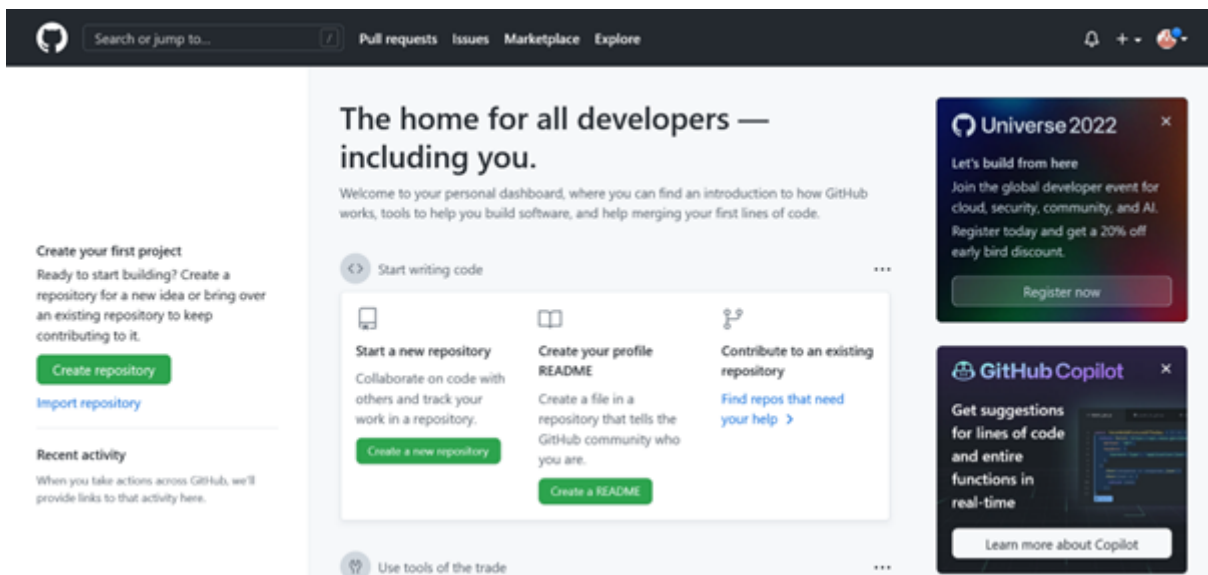 Search or jump to...
/
Pull requests Issues Marketplace Explore
Create your first project
Ready to start building? Create a
repository for a new idea or bring over
an existing repository to keep
contributing to it.
Create repository
Import repository
Recent activity
When you take actions across GitHub, we'll
provide links to that activity here.
The home for all developers —
including you.
Welcome to your personal dashboard, where you can find an introduction to how GitHub
works, tools to help you build software, and help merging your first lines of code.
Start writing code
Start a new repository
Collaborate on code with
others and track your
work in a repository.
Create a new repository
Create your profile
README
Create a file in a
repository that tells the
GitHub community who
you are.
Create a README
Contribute to an existing
repository
Find repos that need
your help
Use tools of the trade
Universe 2022
Let's build from here
Join the global developer event for
cloud, security, community, and AI.
Register today and get a 20% off
early bird discount.
Register now
GitHub Copilot
Get suggestions
for lines of code
and entire
functions in
real-time
Learn more about Copilot